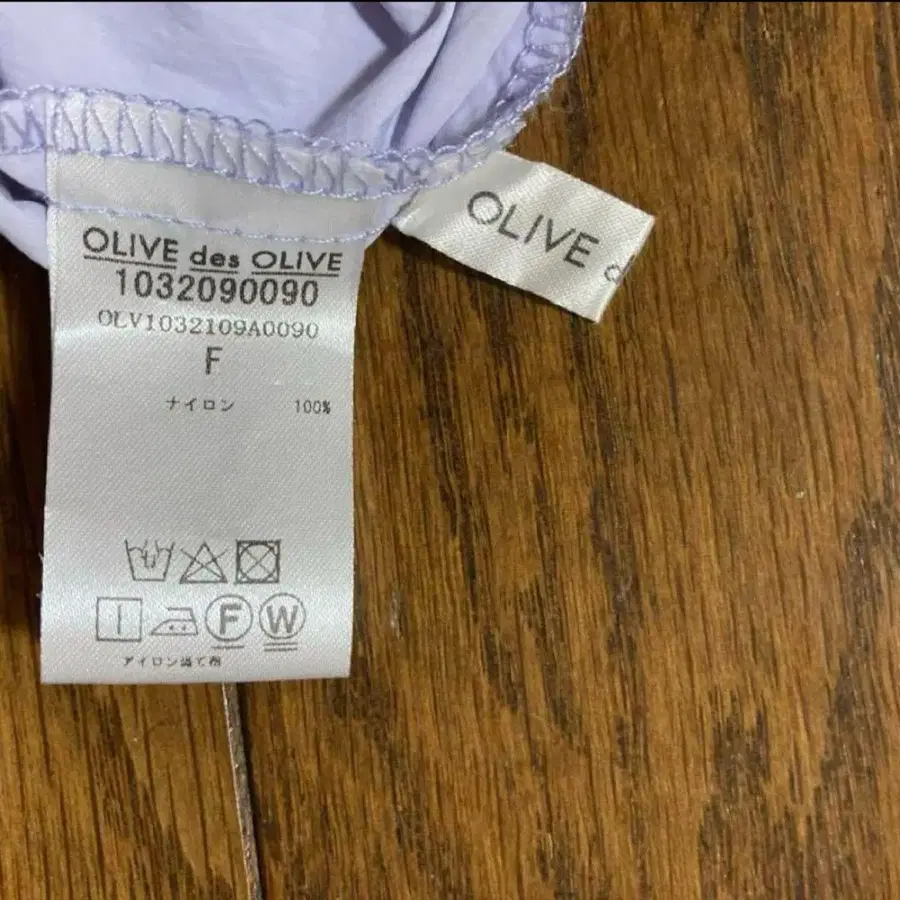 OLIVE des OLIVE
1032090090
OLV1032109A0090
F
ナイロン 100%
F W
アイロン当て布
OLIVE d